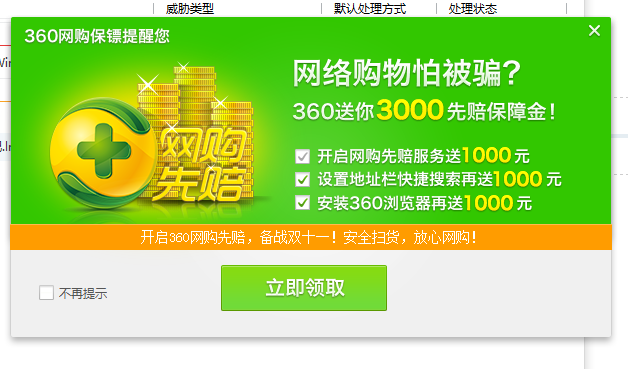 威胁类型 默认处理方式 处理状态
360网购保镖提醒您
网络购物怕被骗?
360送你3000先赔保障金!
网购
先赔
开启网购先赔服务送1000元
设置地址栏快捷搜索再送1000元
安装360浏览器再送1000元
开启360网购先赔，备战双十一！安全扫货，放心网购！
不再提示
立即领取